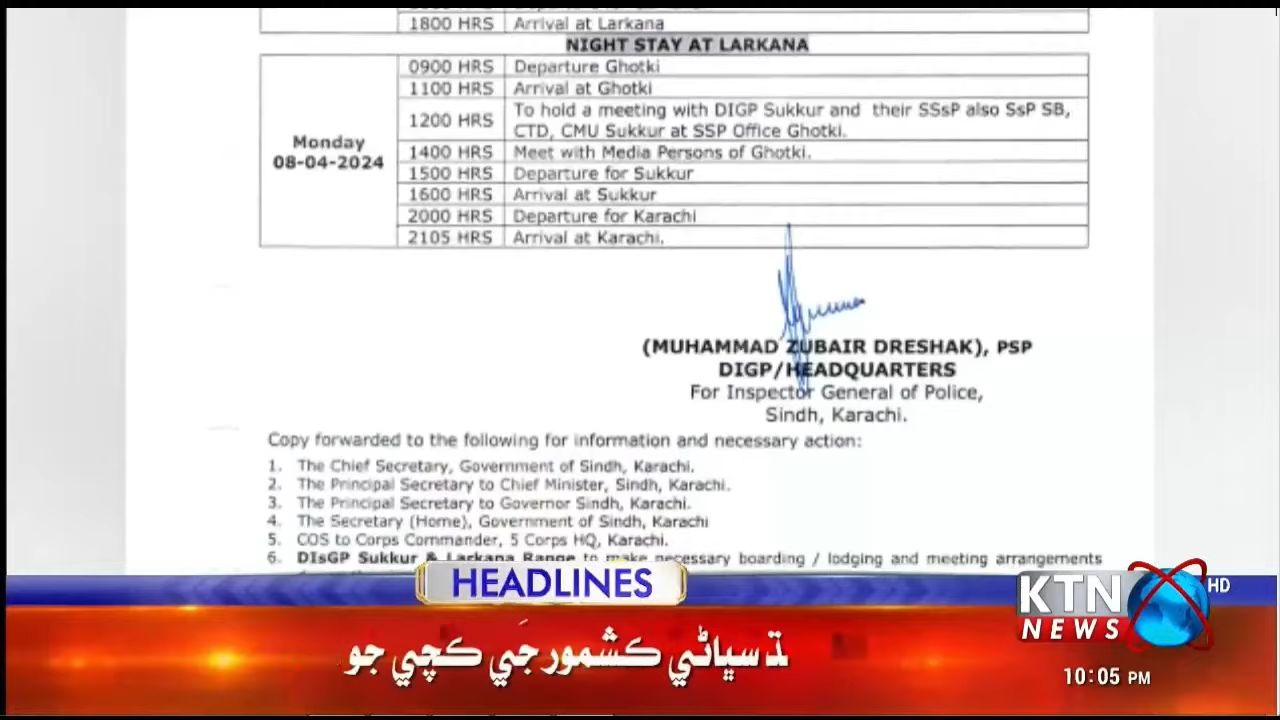 1800 HRS Arrival at Larkana
NIGHT STAY AT LARKANA
Monday
08-04-2024
0900 HRS Departure Ghotki
1100 HRS Arrival at Ghotki
1200 HRS To hold a meeting with DIGP Sukkur and their SSsP also SsP SB,
CTD, CMU Sukkur at SSP Office Ghotki.
1400 HRS Meet with Media Persons of Ghotki.
1500 HRS Departure for Sukkur
1600 HRS Arrival at Sukkur
2000 HRS Departure for Karachi
2105 HRS Arrival at Karachi.
(MUHAMMAD ZUBAIR DRESHAK), PSP
DIGP/HEADQUARTERS
For Inspector General of Police,
Sindh, Karachi.
Copy forwarded to the following for information and necessary action:
1. The Chief Secretary, Government of Sindh, Karachi.
2. The Principal Secretary to Chief Minister, Sindh, Karachi.
3. The Principal Secretary to Governor Sindh, Karachi.
4. The Secretary (Home), Government of Sindh, Karachi
5. COS to Corps Commander, 5 Corps HQ, Karachi.
6. DIsGP Sukkur & Larkana Range to make necessary boarding / lodging and meeting arrangements
HEADLINES
KTN HD
NEWS
سڀاڻي ڪشمور جي ڪچي جو
10:05 PM